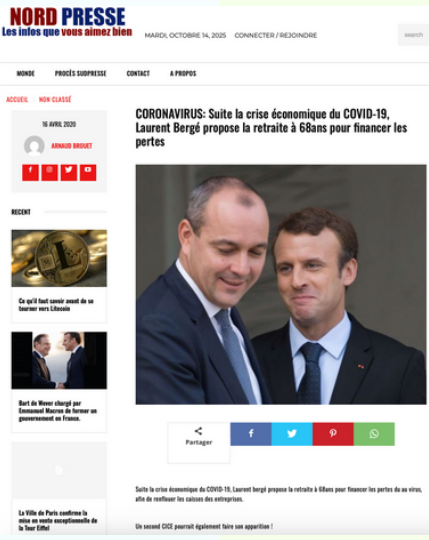 NORD PRESSE
Les infos que vous aimez bien
MARDI, OCTOBRE 14, 2025
CONNECTER / REJOINDRE
search
MONDE
PROCÈS SUDPRESSE
CONTACT
A PROPOS
ACCUEIL
NON CLASSÉ
16 AVRIL 2020
ARNAUD BROUET
RECENT
Ce qu'il faut savoir avant de se
tourner vers Litecoin
Bart de Wever chargé par
Emmanuel Macron de former un
gouvernement en France.
La Ville de Paris confirme la
mise en vente exceptionnelle de
la Tour Eiffel
CORONAVIRUS: Suite la crise économique du COVID-19,
Laurent Bergé propose la retraite à 68ans pour financer les
pertes
Partager
Suite la crise économique du COVID-19, Laurent bergé propose la retraite à 68ans pour financer les pertes du au virus,
afin de renflouer les caisses des entreprises.
Un second CICE pourrait également faire son apparition !